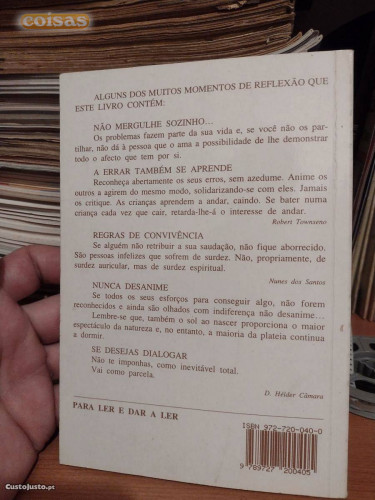 coisas
ALGUNS DOS MUITOS MOMENTOS DE REFLEXÃO QUE
ESTE LIVRO CONTÉM:
NÃO MERGULHE SOZINHO...
Os problemas fazem parte da sua vida e, se você não os par-
tilhar, não dá à pessoa que o ama a possibilidade de lhe demonstrar
todo o afecto que tem por si.
A ERRAR TAMBÉM SE APRENDE
Reconheça abertamente os seus erros, sem azedume. Anime os
outros a agirem do mesmo modo, solidarizando-se com eles. Jamais
os critique. As crianças aprendem a andar, caindo. Se bater numa
criança cada vez que cair, retarda-lhe-á o interesse de andar.
Robert Townseno
REGRAS DE CONVIVÊNCIA
Se alguém não retribuir a sua saudação, não fique aborrecido.
São pessoas infelizes que sofrem de surdez. Não, propriamente, de
surdez auricular, mas de surdez espiritual.
Nunes dos Santos
NUNCA DESANIME
Se todos os seus esforços para conseguir algo, não forem
reconhecidos e ainda são olhados com indiferença não desanime...
Lembre-se que, também o sol ao nascer proporciona o maior
espectáculo da natureza e, no entanto, a maioria da plateia continua
a dormir.
SE DESEJAS DIALOGAR
Não te imponhas, como inevitável total.
Vai como parcela.
D. Hélder Câmara
PARA LER E DAR A LER
ISBN 972-720-040-0
9 789727 200405
CustoJusto.pt